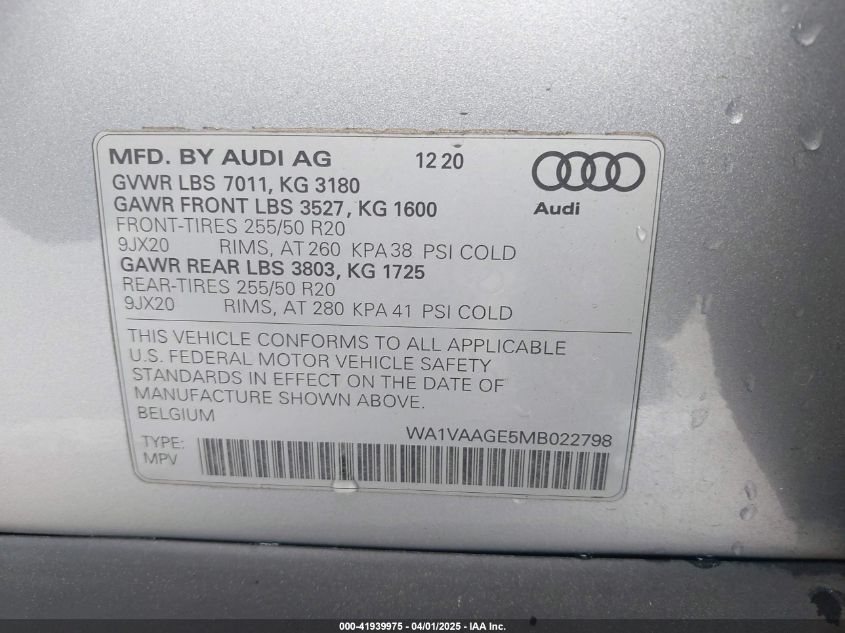 MFD. BY AUDI AG 12 20
GVWR LBS 7011, KG 3180
GAWR FRONT LBS 3527, KG 1600
Audi
FRONT-TIRES 255/50 R20
9JX20 RIMS, AT 260 KPA 38 PSI COLD
GAWR REAR LBS 3803, KG 1725
REAR-TIRES 255/50 R20
9JX20 RIMS, AT 280 KPA 41 PSI COLD
THIS VEHICLE CONFORMS TO ALL APPLICABLE
U.S. FEDERAL MOTOR VEHICLE SAFETY
STANDARDS IN EFFECT ON THE DATE OF
MANUFACTURE SHOWN ABOVE.
BELGIUM
WA1VAAGE5MB022798
TYPE:
MPV
000-41939975 - 04/01/2025 - IAA Inc.